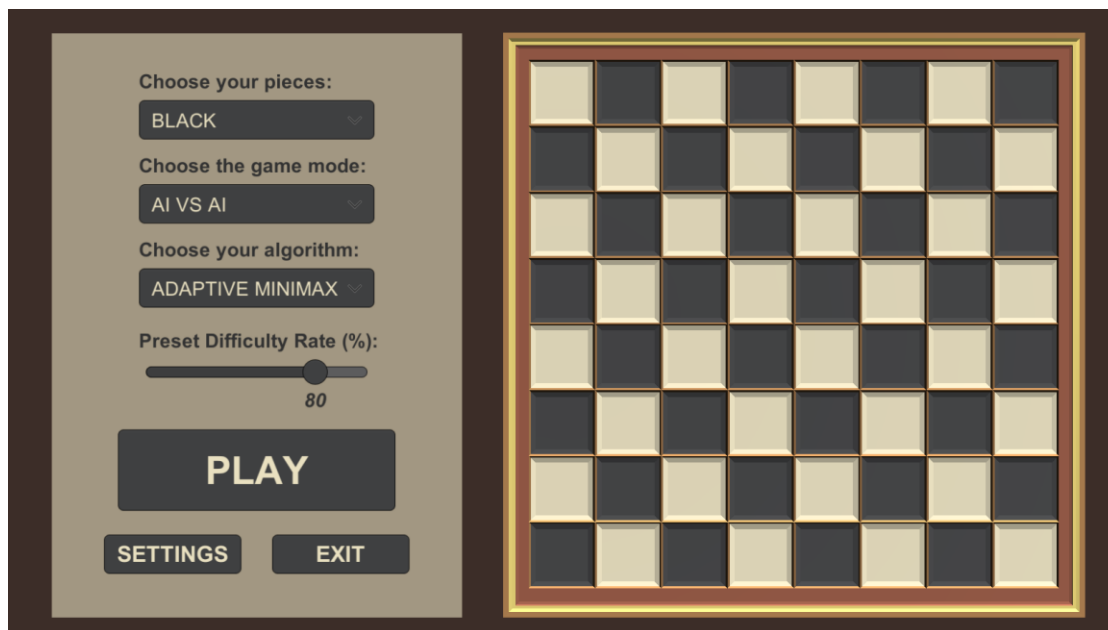 Choose your pieces:
BLACK
Choose the game mode:
AI VS AI
Choose your algorithm:
ADAPTIVE MINIMAX
Preset Difficulty Rate (%):
80
PLAY
SETTINGS
EXIT